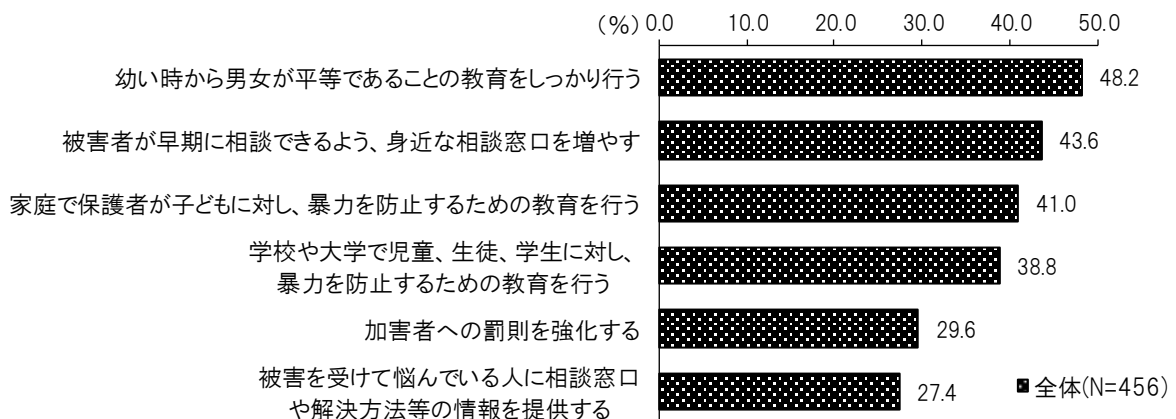 (%) 0.0 10.0 20.0 30.0 40.0 50.0
幼い時から男女が平等であることの教育をしっかり行う 48.2
被害者が早期に相談できるよう、身近な相談窓口を増やす 43.6
家庭で保護者が子どもに対し、暴力を防止するための教育を行う 41.0
学校や大学で児童、生徒、学生に対し、
暴力を防止するための教育を行う 38.8
加害者への罰則を強化する 29.6
被害を受けて悩んでいる人に相談窓口
や解決方法等の情報を提供する 27.4
全体(N=456)